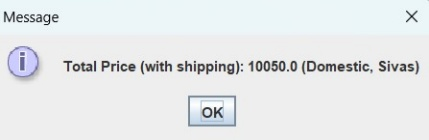 Message
Total Price (with shipping): 10050.0 (Domestic, Sivas)
OK